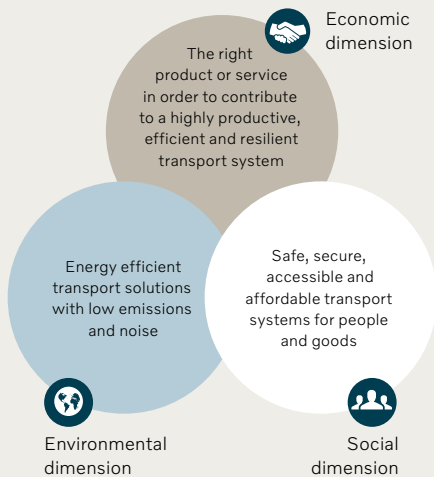 Economic
dimension
The right
product or service
in order to contribute
to a highly productive,
efficient and resilient
transport system
Energy efficient
transport solutions
with low emissions
and noise
Safe, secure,
accessible and
affordable transport
systems for people
and goods
Environmental
dimension
Social
dimension